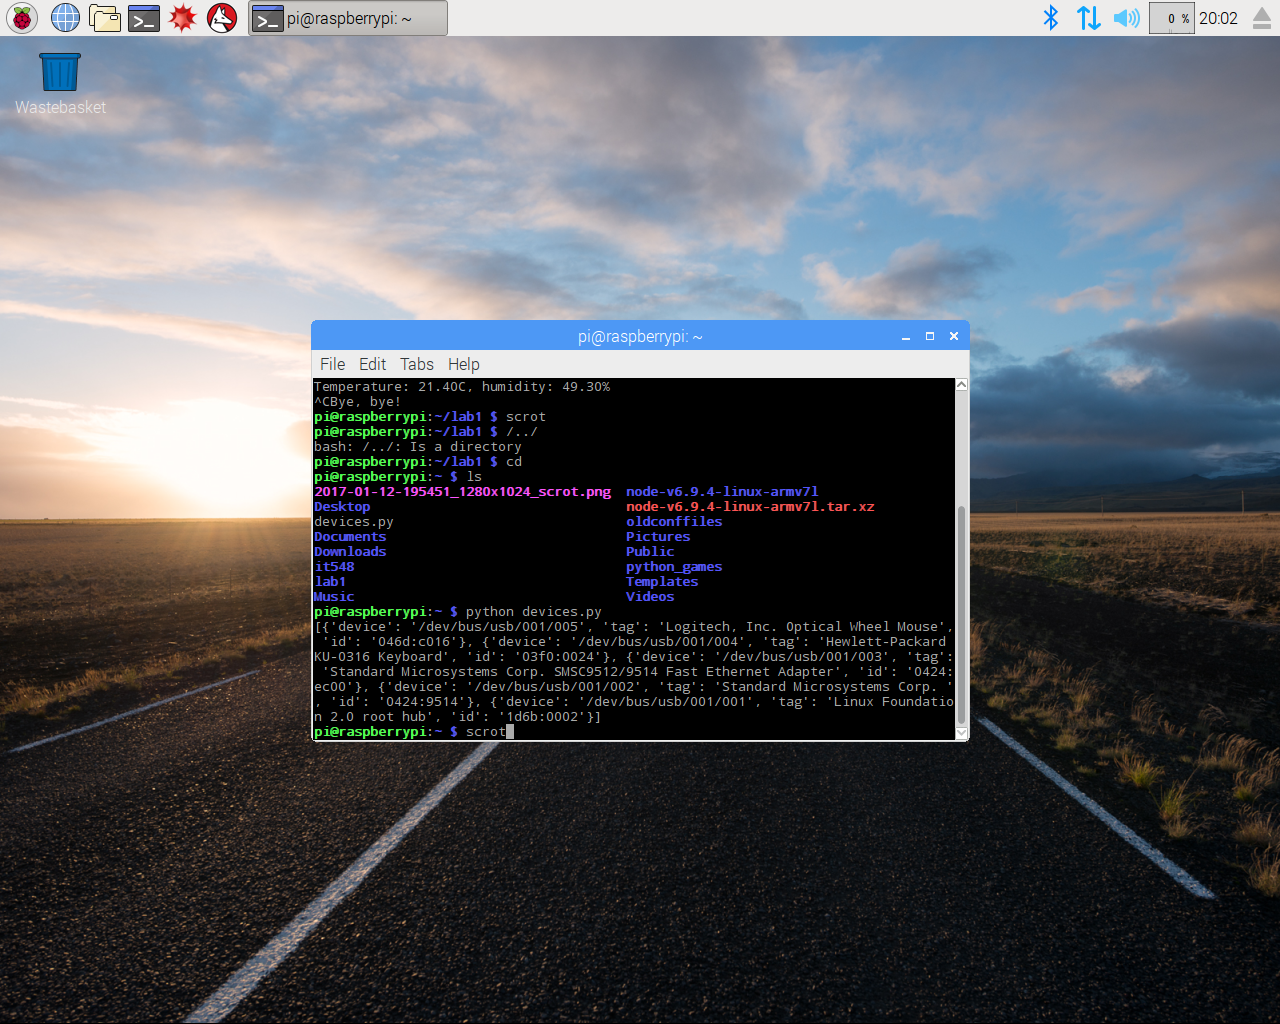 pi@raspberrypi: ~
0 %
20:02
Wastebasket
pi@raspberrypi: ~
File Edit Tabs Help
Temperature: 21.40C, humidity: 49.30%
^CBye, bye!
pi@raspberrypi:~/lab1 $ scrot
pi@raspberrypi:~/lab1 $ /../
bash: /../: Is a directory
pi@raspberrypi:~/lab1 $ cd
pi@raspberrypi:~ $ ls
2017-01-12-195451_1280x1024_scrot.png  node-v6.9.4-linux-armv7l
Desktop                                node-v6.9.4-linux-armv7l.tar.xz
devices.py                             oldconffiles
Documents                              Pictures
Downloads                              Public
it548                                  python_games
lab1                                   Templates
Music                                  Videos
pi@raspberrypi:~ $ python devices.py
[{'device': '/dev/bus/usb/001/005', 'tag': 'Logitech, Inc. Optical Wheel Mouse',
 'id': '046d:c016'}, {'device': '/dev/bus/usb/001/004', 'tag': 'Hewlett-Packard
KU-0316 Keyboard', 'id': '03f0:0024'}, {'device': '/dev/bus/usb/001/003', 'tag':
 'Standard Microsystems Corp. SMSC9512/9514 Fast Ethernet Adapter', 'id': '0424:
ec00'}, {'device': '/dev/bus/usb/001/002', 'tag': 'Standard Microsystems Corp. '
, 'id': '0424:9514'}, {'device': '/dev/bus/usb/001/001', 'tag': 'Linux Foundatio
n 2.0 root hub', 'id': '1d6b:0002'}]
pi@raspberrypi:~ $ scrot